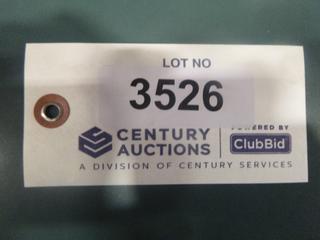 LOT NO
3526
CENTURY AUCTIONS
POWERED BY
ClubBid
A DIVISION OF CENTURY SERVICES